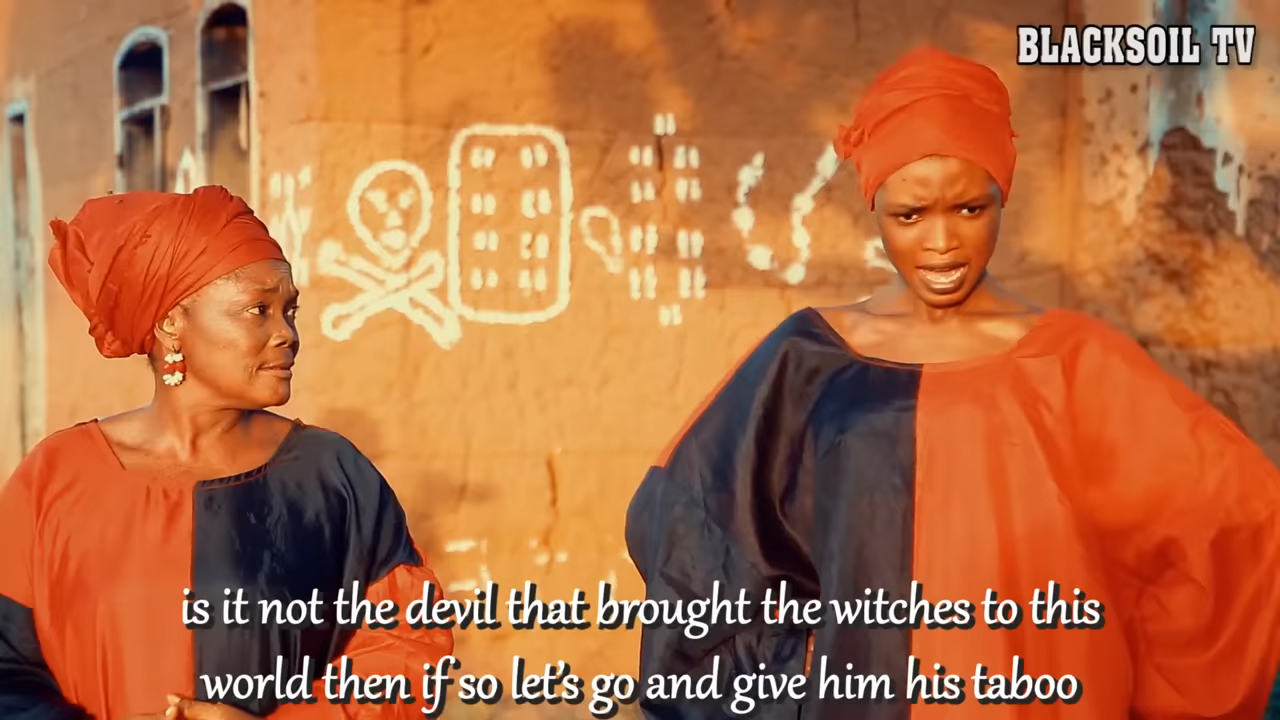 BLACKSOIL TV
is it not the devil that brought the witches to this
world then if so let's go and give him his taboo